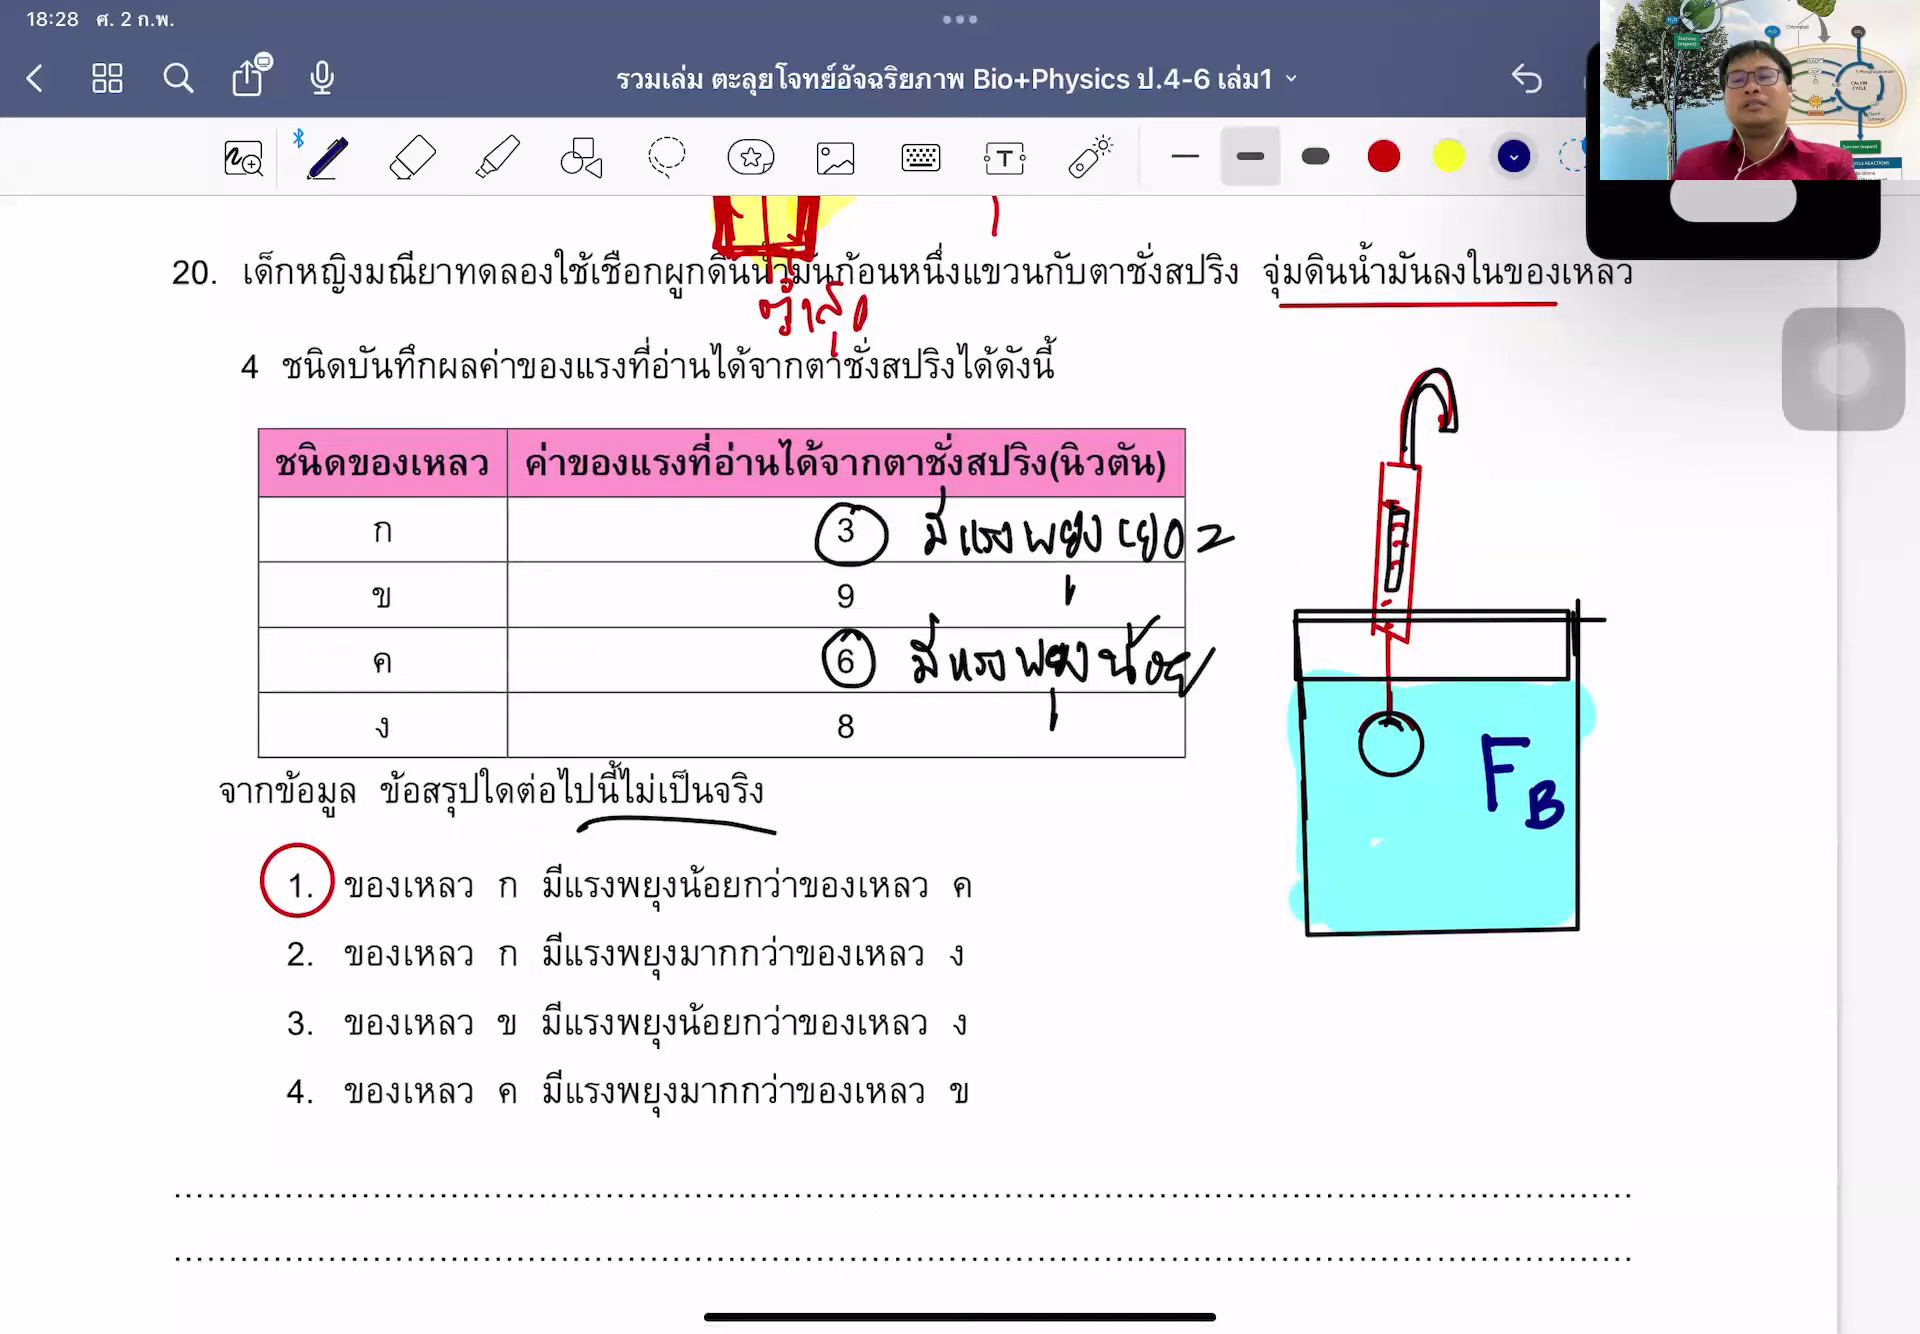 18:28 ศ. 2 ก.พ.
รวมเล่ม ตะลุยโจทย์อัจฉริยภาพ Bio+Physics ป.4-6 เล่ม1
ต่ำสุด
20. เด็กหญิงมณียาทดลองใช้เชือกผูกดินน้ำมันก้อนหนึ่งแขวนกับตาชั่งสปริง จุ่มดินน้ำมันลงในของเหลว
4 ชนิดบันทึกผลค่าของแรงที่อ่านได้จากตาชั่งสปริงได้ดังนี้
ชนิดของเหลว ค่าของแรงที่อ่านได้จากตาชั่งสปริง(นิวตัน)
ก 3 มีแรงพยุงเยอะ
ข 9
ค 6 มีแรงพยุงน้อย
ง 8
F_B
จากข้อมูล ข้อสรุปใดต่อไปนี้ไม่เป็นจริง
1. ของเหลว ก มีแรงพยุงน้อยกว่าของเหลว ค
2. ของเหลว ก มีแรงพยุงมากกว่าของเหลว ง
3. ของเหลว ข มีแรงพยุงน้อยกว่าของเหลว ง
4. ของเหลว ค มีแรงพยุงมากกว่าของเหลว ข